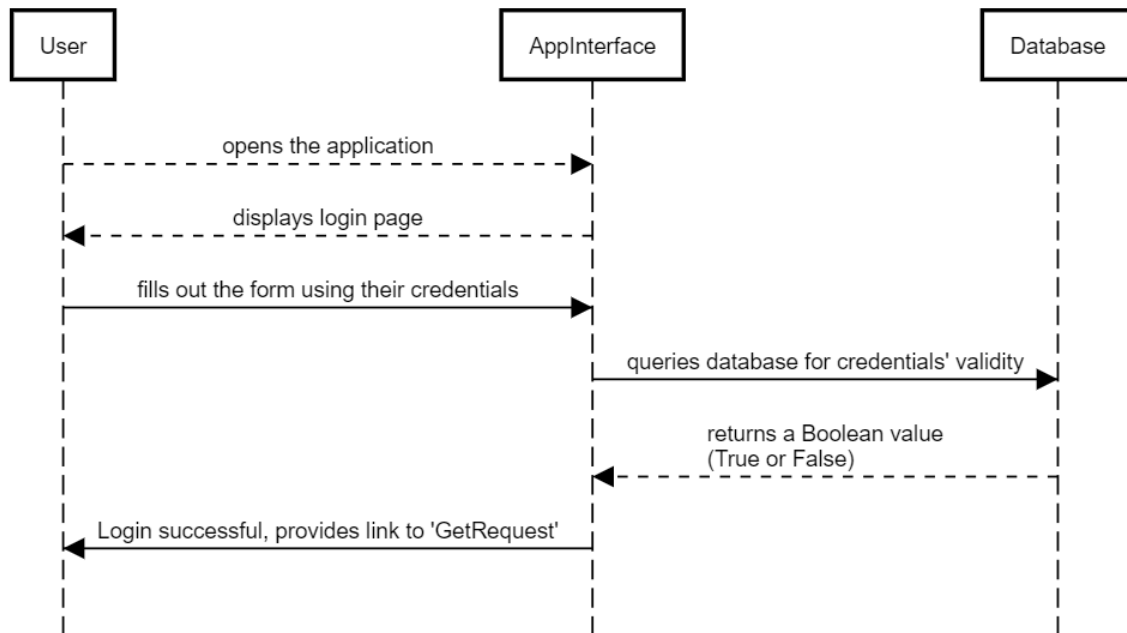 User
AppInterface
Database
opens the application
displays login page
fills out the form using their credentials
queries database for credentials' validity
returns a Boolean value
(True or False)
Login successful, provides link to 'GetRequest'